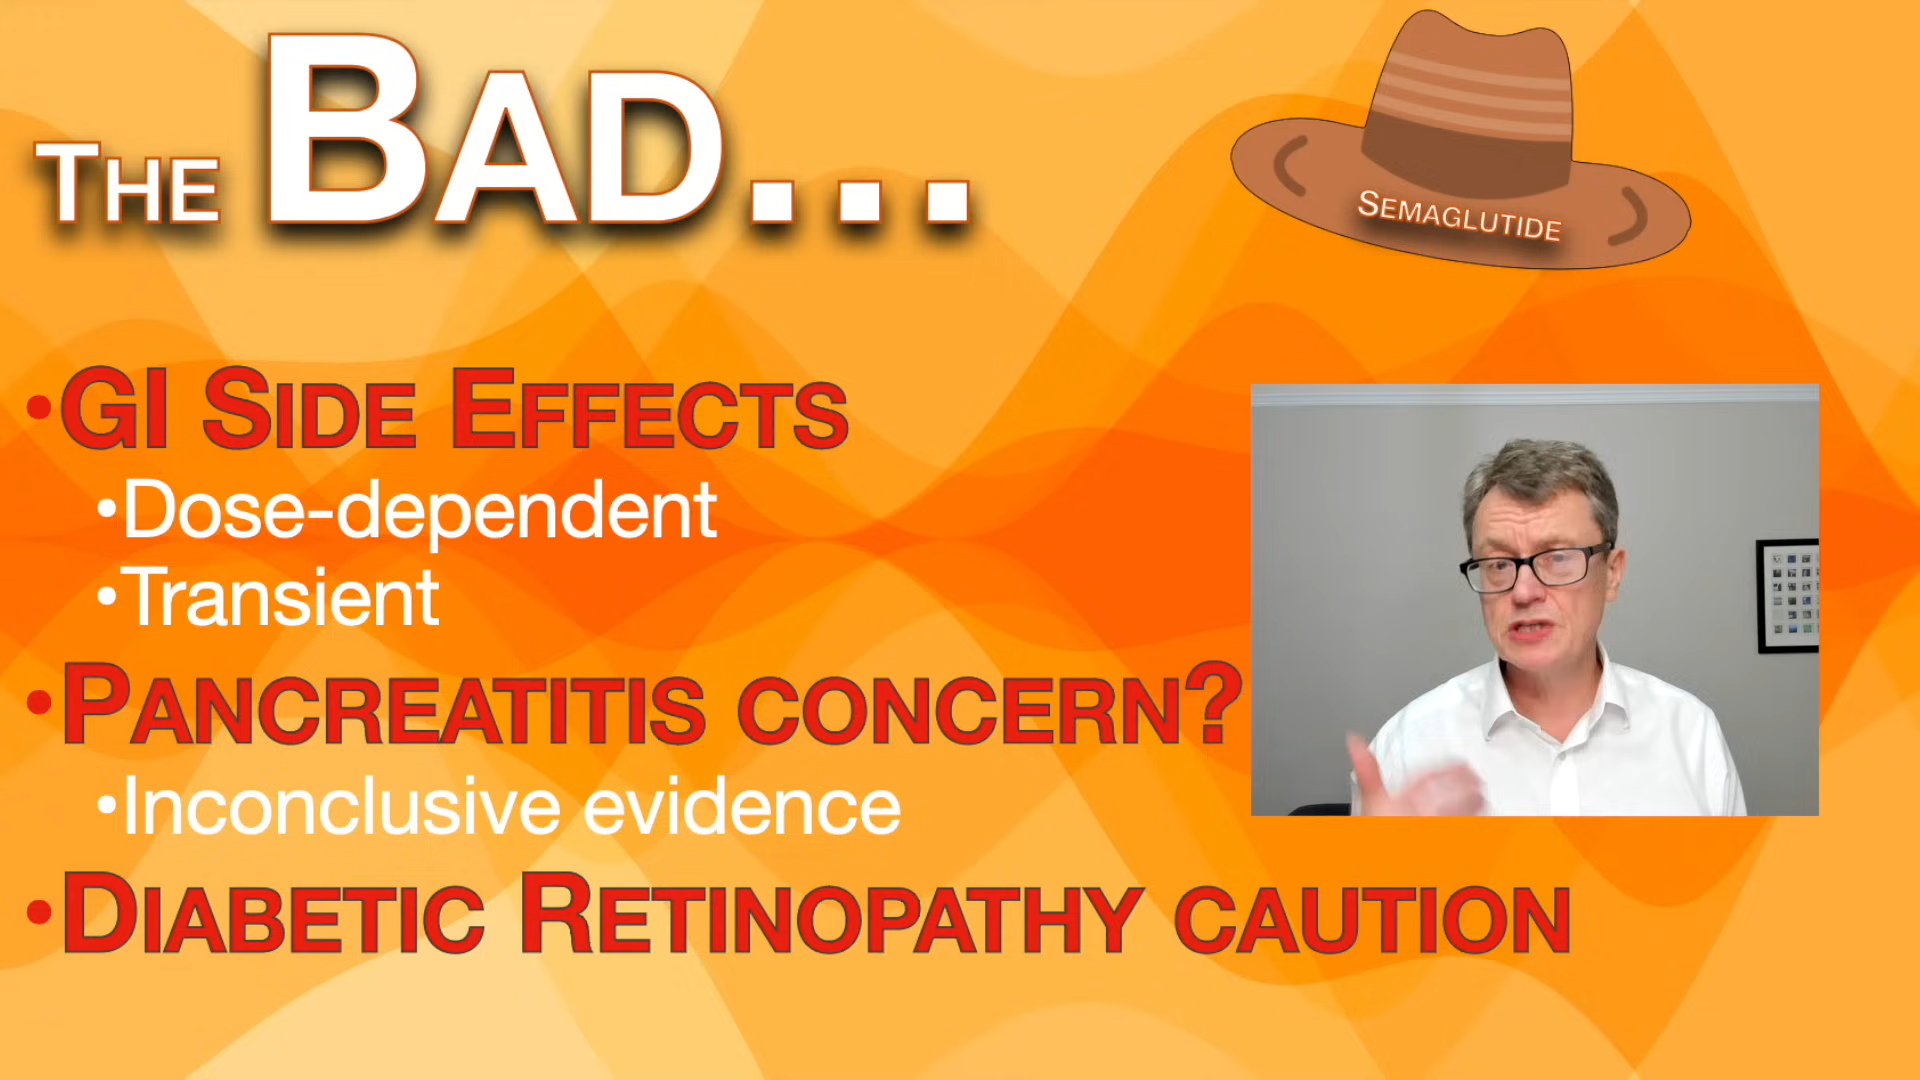 The Bad...
Semaglutide
•GI Side Effects
•Dose-dependent
•Transient
•Pancreatitis concern?
•Inconclusive evidence
•Diabetic Retinopathy caution